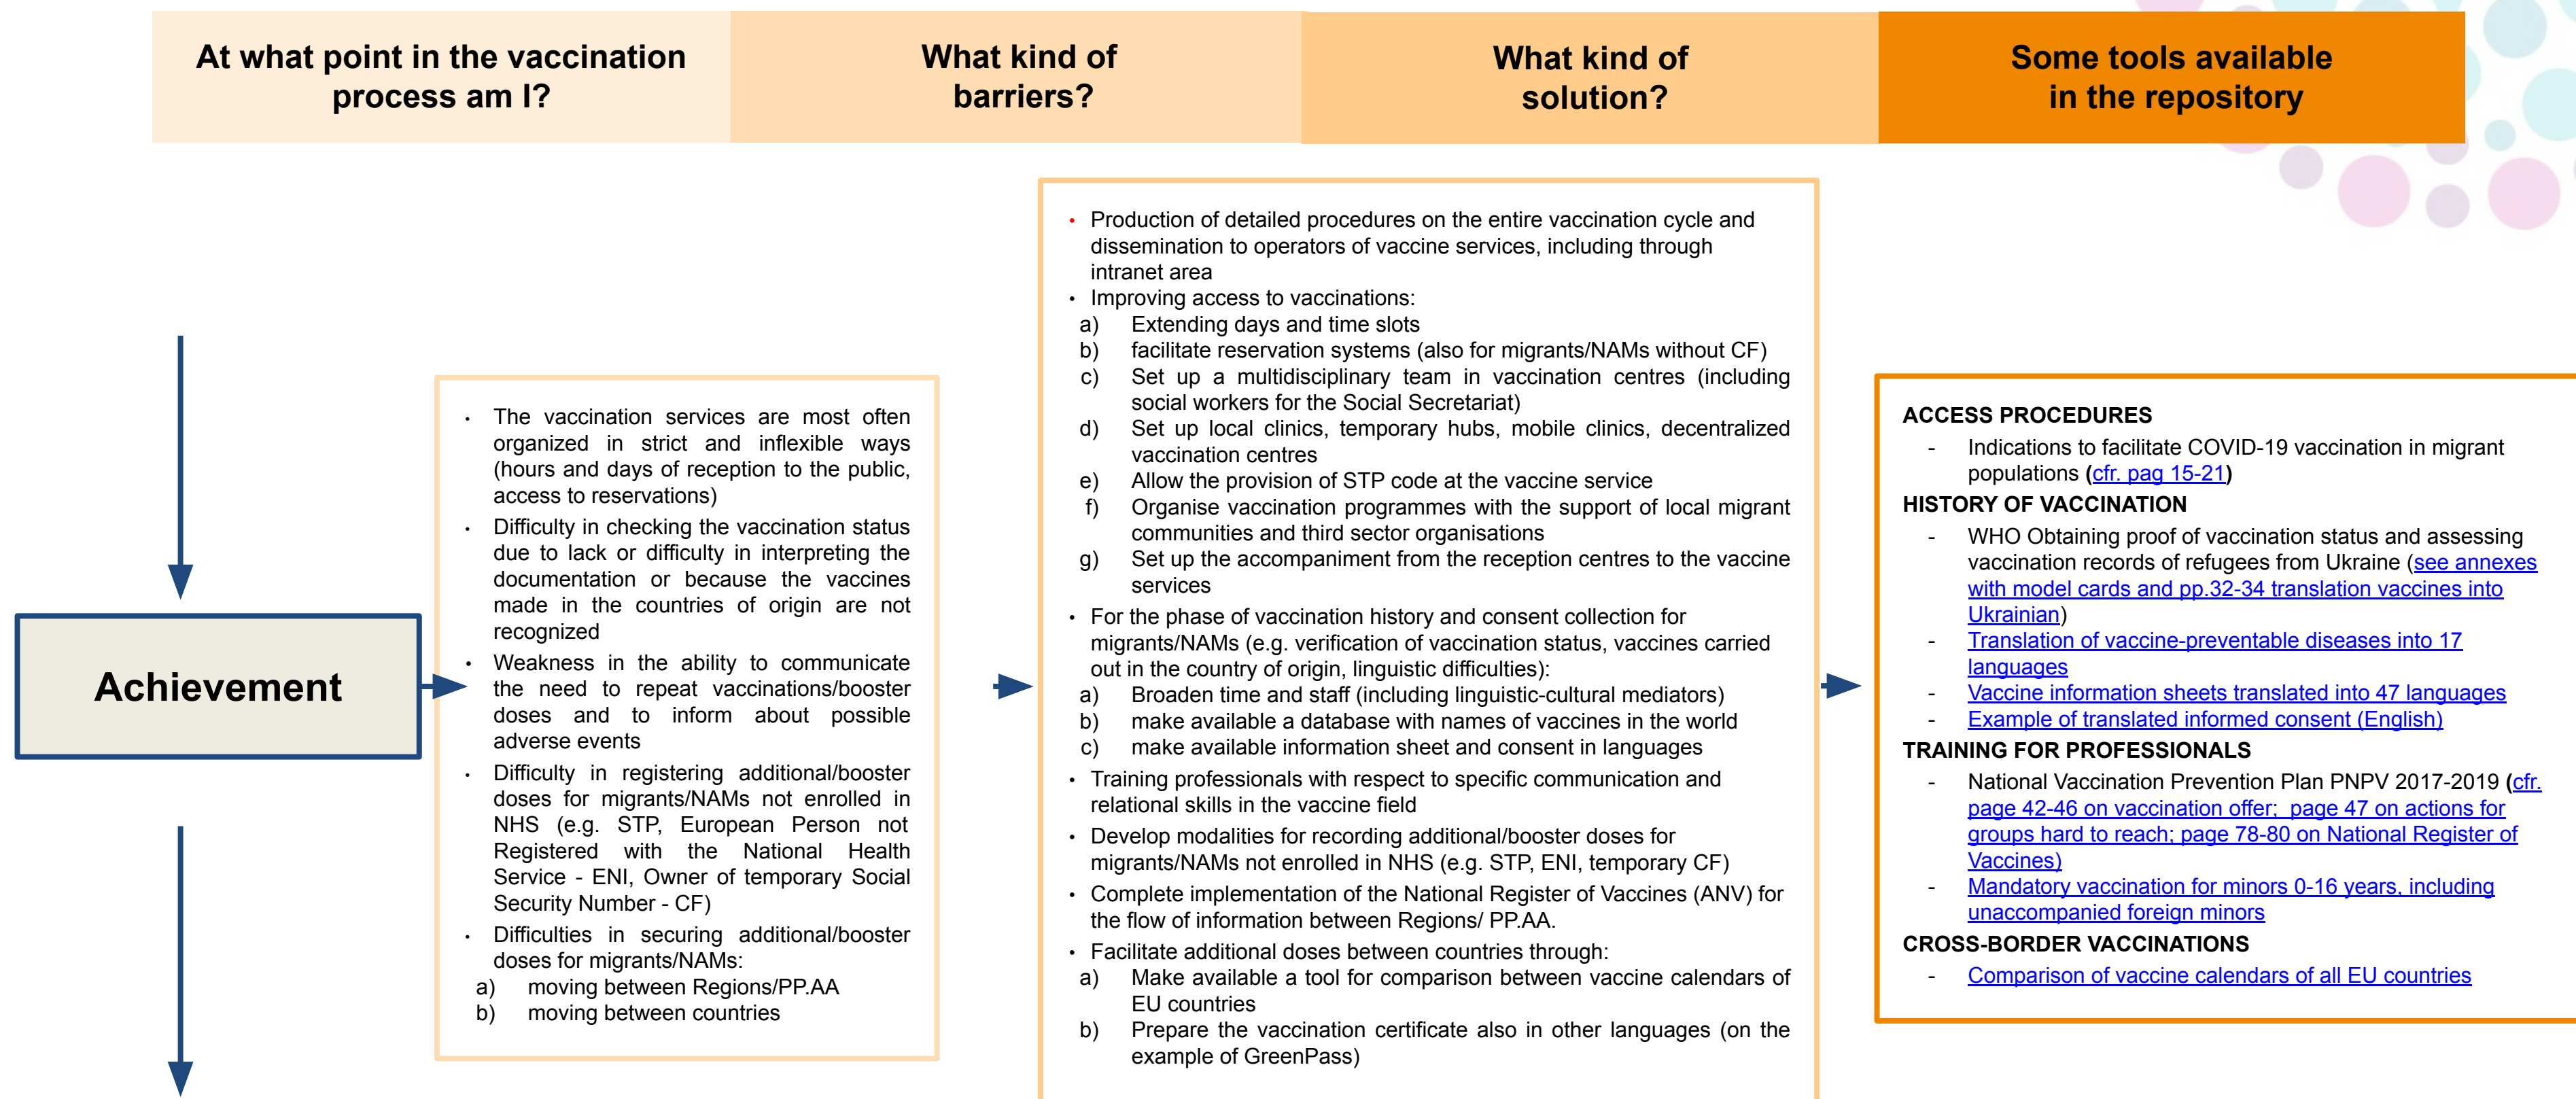 At what point in the vaccination
process am I?
What kind of
barriers?
What kind of
solution?
Some tools available
in the repository
Achievement
• The vaccination services are most often
organized in strict and inflexible ways
(hours and days of reception to the public,
access to reservations)
• Difficulty in checking the vaccination status
due to lack or difficulty in interpreting the
documentation or because the vaccines
made in the countries of origin are not
recognized
• Weakness in the ability to communicate
the need to repeat vaccinations/booster
doses and to inform about possible
adverse events
• Difficulty in registering additional/booster
doses for migrants/NAMs not enrolled in
NHS (e.g. STP, European Person not
Registered with the National Health
Service - ENI, Owner of temporary Social
Security Number - CF)
• Difficulties in securing additional/booster
doses for migrants/NAMs:
a) moving between Regions/PP.AA
b) moving between countries
• Production of detailed procedures on the entire vaccination cycle and
dissemination to operators of vaccine services, including through
intranet area
• Improving access to vaccinations:
a) Extending days and time slots
b) facilitate reservation systems (also for migrants/NAMs without CF)
c) Set up a multidisciplinary team in vaccination centres (including
social workers for the Social Secretariat)
d) Set up local clinics, temporary hubs, mobile clinics, decentralized
vaccination centres
e) Allow the provision of STP code at the vaccine service
f) Organise vaccination programmes with the support of local migrant
communities and third sector organisations
g) Set up the accompaniment from the reception centres to the vaccine
services
• For the phase of vaccination history and consent collection for
migrants/NAMs (e.g. verification of vaccination status, vaccines carried
out in the country of origin, linguistic difficulties):
a) Broaden time and staff (including linguistic-cultural mediators)
b) make available a database with names of vaccines in the world
c) make available information sheet and consent in languages
• Training professionals with respect to specific communication and
relational skills in the vaccine field
• Develop modalities for recording additional/booster doses for
migrants/NAMs not enrolled in NHS (e.g. STP, ENI, temporary CF)
• Complete implementation of the National Register of Vaccines (ANV) for
the flow of information between Regions/ PP.AA.
• Facilitate additional doses between countries through:
a) Make available a tool for comparison between vaccine calendars of
EU countries
b) Prepare the vaccination certificate also in other languages (on the
example of GreenPass)
ACCESS PROCEDURES
- Indications to facilitate COVID-19 vaccination in migrant
populations (cfr. pag 15-21)
HISTORY OF VACCINATION
- WHO Obtaining proof of vaccination status and assessing
vaccination records of refugees from Ukraine (see annexes
with model cards and pp.32-34 translation vaccines into
Ukrainian)
- Translation of vaccine-preventable diseases into 17
languages
- Vaccine information sheets translated into 47 languages
- Example of translated informed consent (English)
TRAINING FOR PROFESSIONALS
- National Vaccination Prevention Plan PNPV 2017-2019 (cfr.
page 42-46 on vaccination offer; page 47 on actions for
groups hard to reach; page 78-80 on National Register of
Vaccines)
- Mandatory vaccination for minors 0-16 years, including
unaccompanied foreign minors
CROSS-BORDER VACCINATIONS
- Comparison of vaccine calendars of all EU countries